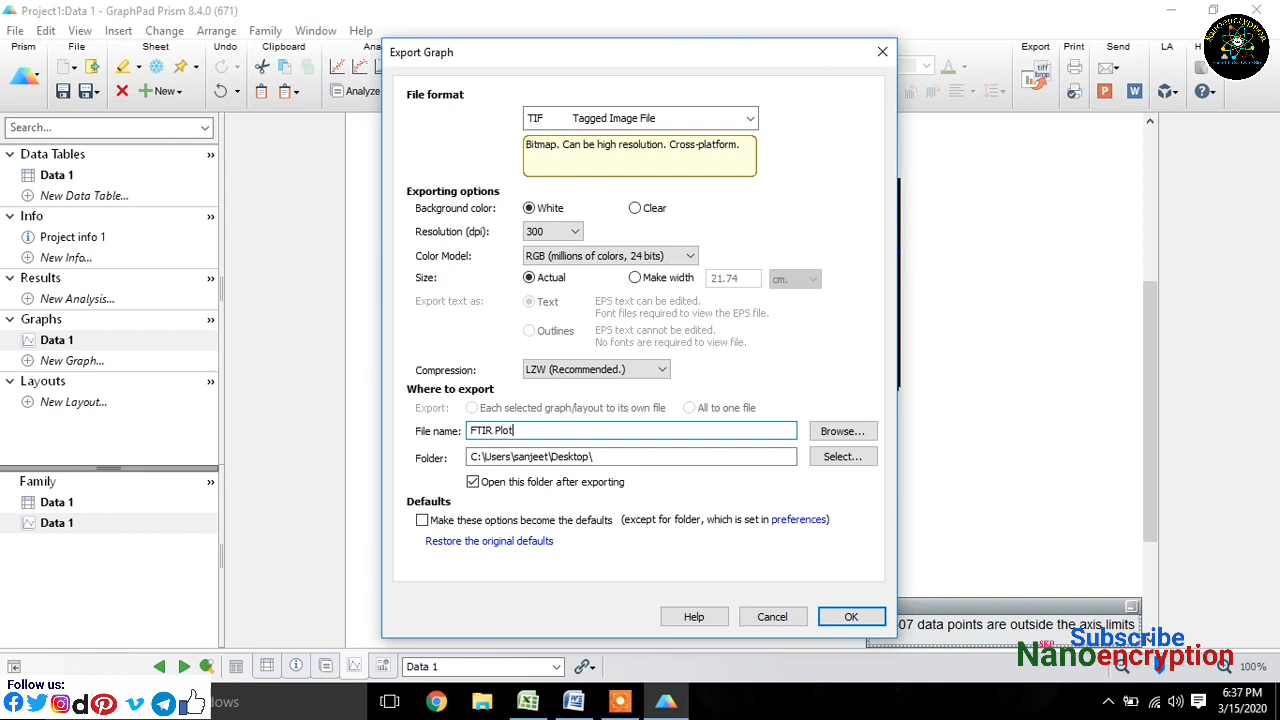 Project1:Data 1 - GraphPad Prism 8.4.0 (671)
File Edit View Insert Change Arrange Family Window Help
Prism File Sheet Undo Clipboard Export Print Send LA
New
Analyze
tiff
bmp
Search...
Data Tables
Data 1
New Data Table...
Info
Project info 1
New Info...
Results
New Analysis...
Graphs
Data 1
New Graph...
Layouts
New Layout...
Family
Data 1
Data 1
Export Graph
File format
TIF Tagged Image File
Bitmap. Can be high resolution. Cross-platform.
Exporting options
Background color: White Clear
Resolution (dpi): 300
Color Model: RGB (millions of colors, 24 bits)
Size: Actual Make width 21.74 cm.
Export text as: Text EPS text can be edited.
Font files required to view the EPS file.
Outlines EPS text cannot be edited.
No fonts are required to view file.
Compression: LZW (Recommended.)
Where to export
Export: Each selected graph/layout to its own file All to one file
File name: FTIR Plot Browse...
Folder: C:\Users\sanjeet\Desktop\ Select...
Open this folder after exporting
Defaults
Make these options become the defaults (except for folder, which is set in preferences)
Restore the original defaults
Help Cancel OK
07 data points are outside the axis limits
Subscribe
SKP
Nanoencryption
Data 1
100%
Follow us:
dows
6:37 PM
3/15/2020